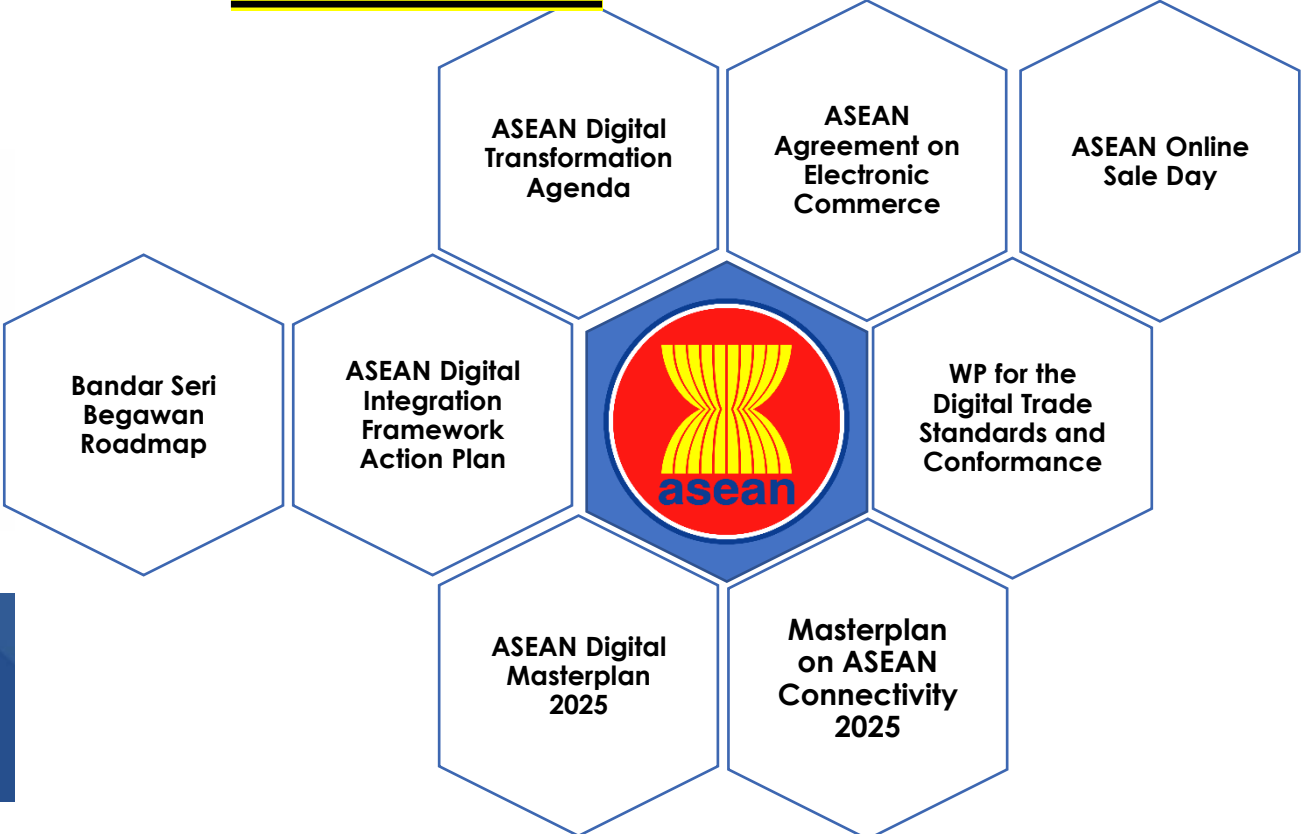 ASEAN Digital
Transformation
Agenda
ASEAN
Agreement on
Electronic
Commerce
ASEAN Online
Sale Day
Bandar Seri
Begawan
Roadmap
ASEAN Digital
Integration
Framework
Action Plan
asean
WP for the
Digital Trade
Standards and
Conformance
ASEAN Digital
Masterplan
2025
Masterplan
on ASEAN
Connectivity
2025